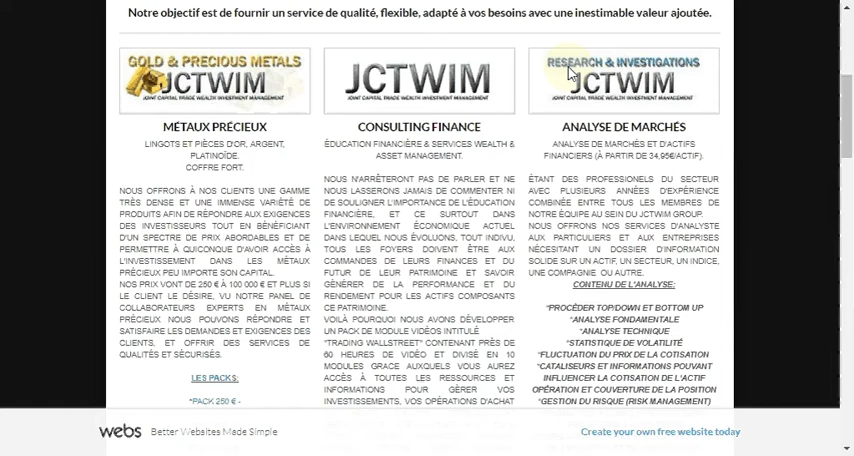 Notre objectif est de fournir un service de qualité, flexible, adapté à vos besoins avec une inestimable valeur ajoutée.
GOLD & PRECIOUS METALS
JCTWIM
JOINT CAPITAL TRADE WEALTH INVESTMENT MANAGEMENT
MÉTAUX PRÉCIEUX
LINGOTS ET PIÈCES D'OR, ARGENT,
PLATINOÏDE.
COFFRE FORT.
NOUS OFFRONS À NOS CLIENTS UNE GAMME
TRÈS DENSE ET UNE IMMENSE VARIÉTÉ DE
PRODUITS AFIN DE RÉPONDRE AUX EXIGENCES
DES INVESTISSEURS TOUT EN BÉNÉFICIANT
D'UN SPECTRE DE PRIX ABORDABLES ET DE
PERMETTRE À QUICONQUE D'AVOIR ACCÈS À
L'INVESTISSEMENT DANS LES MÉTAUX
PRÉCIEUX PEU IMPORTE SON CAPITAL.
NOS PRIX VONT DE 250 € À 100 000 € ET PLUS SI
LE CLIENT LE DÉSIRE, VU NOTRE PANEL DE
COLLABORATEURS EXPERTS EN MÉTAUX
PRÉCIEUX NOUS POUVONS RÉPONDRE ET
SATISFAIRE LES DEMANDES ET EXIGENCES DES
CLIENTS, ET OFFRIR DES SERVICES DE
QUALITÉS ET SÉCURISÉS.
LES PACKS:
*PACK 250 € -
JCTWIM
JOINT CAPITAL TRADE WEALTH INVESTMENT MANAGEMENT
CONSULTING FINANCE
ÉDUCATION FINANCIÈRE & SERVICES WEALTH &
ASSET MANAGEMENT.
NOUS N'ARRÊTERONT PAS DE PARLER ET NE
NOUS LASSERONS JAMAIS DE COMMENTER NI
DE SOULIGNER L'IMPORTANCE DE L'ÉDUCATION
FINANCIÈRE, ET CE SURTOUT DANS
L'ENVIRONNEMENT ÉCONOMIQUE ACTUEL
DANS LEQUEL NOUS ÉVOLUONS, TOUT INDIVU,
TOUS LES FOYERS DOIVENT ÊTRE AUX
COMMANDES DE LEURS FINANCES ET DU
FUTUR DE LEUR PATRIMOINE ET SAVOIR
GÉNÉRER DE LA PERFORMANCE ET DU
RENDEMENT POUR LES ACTIFS COMPOSANTS
CE PATRIMOINE.
VOILÀ POURQUOI NOUS AVONS DÉVELOPPER
UN PACK DE MODULE VIDÉOS INTITULÉ
"TRADING WALLSTREET" CONTENANT PRÈS DE
60 HEURES DE VIDÉO ET DIVISÉ EN 10
MODULES GRACE AUXQUELS VOUS AUREZ
ACCÈS À TOUTES LES RESSOURCES ET
INFORMATIONS POUR GÉRER VOS
INVESTISSEMENTS, VOS OPÉRATIONS D'ACHAT
RESEARCH & INVESTIGATIONS
JCTWIM
JOINT CAPITAL TRADE WEALTH INVESTMENT MANAGEMENT
ANALYSE DE MARCHÉS
ANALYSE DE MARCHÉS ET D'ACTIFS
FINANCIERS (À PARTIR DE 34,95€/ACTIF).
ÉTANT DES PROFESSIONELS DU SECTEUR
AVEC PLUSIEURS ANNÉES D'EXPÉRIENCE
COMBINÉE ENTRE TOUS LES MEMBRES DE
NOTRE ÉQUIPE AU SEIN DU JCTWIM GROUP.
NOUS OFFRONS NOS SERVICES D'ANALYSTE
AUX PARTICULIERS ET AUX ENTREPRISES
NÉCESSITANT UN DOSSIER D'INFORMATION
SOLIDE SUR UN ACTIF, UN SECTEUR, UN INDICE,
UNE COMPAGNIE OU AUTRE.
CONTENU DE L'ANALYSE:
*PROCÉDER TOP/DOWN ET BOTTOM UP
*ANALYSE FONDAMENTALE
*ANALYSE TECHNIQUE
*STATISTIQUE DE VOLATILITÉ
*FLUCTUATION DU PRIX DE LA COTISATION
*CATALISEURS ET INFORMATIONS POUVANT
INFLUENCER LA COTISATION DE L'ACTIF
OPÉRATION ET COUVERTURE DE LA POSITION
*GESTION DU RISQUE (RISK MANAGEMENT)
webs
Better Websites Made Simple
Create your own free website today